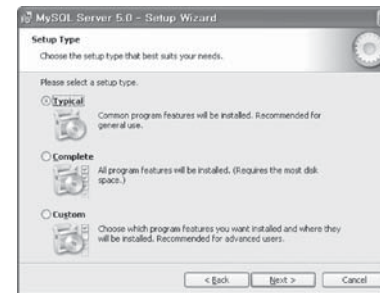 MySQL Server 5.0 - Setup Wizard
Setup Type
Choose the setup type that best suits your needs.
Please select a setup type.
Typical
Common program features will be installed. Recommended for
general use.
Complete
All program features will be installed. (Requires the most disk
space.)
Custom
Choose which program features you want installed and where they
will be installed. Recommended for advanced users.
< Back
Next >
Cancel